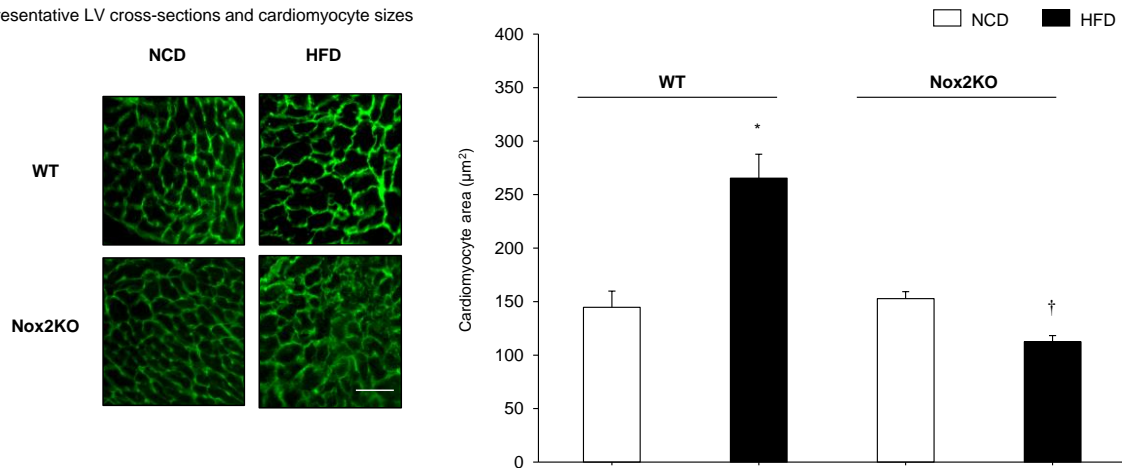 resentative LV cross-sections and cardiomyocyte sizes
NCD HFD
WT
Nox2KO
NCD HFD
400
350
300
250
200
150
100
50
0
Cardiomyocyte area (µm²)
WT Nox2KO
*
†